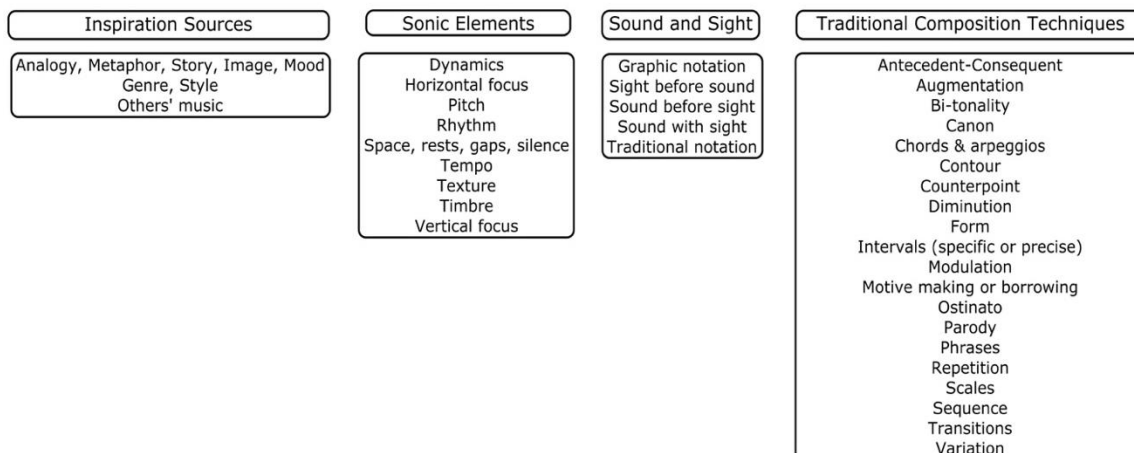 Inspiration Sources
Analogy, Metaphor, Story, Image, Mood
Genre, Style
Others' music
Sonic Elements
Dynamics
Horizontal focus
Pitch
Rhythm
Space, rests, gaps, silence
Tempo
Texture
Timbre
Vertical focus
Sound and Sight
Graphic notation
Sight before sound
Sound before sight
Sound with sight
Traditional notation
Traditional Composition Techniques
Antecedent-Consequent
Augmentation
Bi-tonality
Canon
Chords & arpeggios
Contour
Counterpoint
Diminution
Form
Intervals (specific or precise)
Modulation
Motive making or borrowing
Ostinato
Parody
Phrases
Repetition
Scales
Sequence
Transitions
Variation